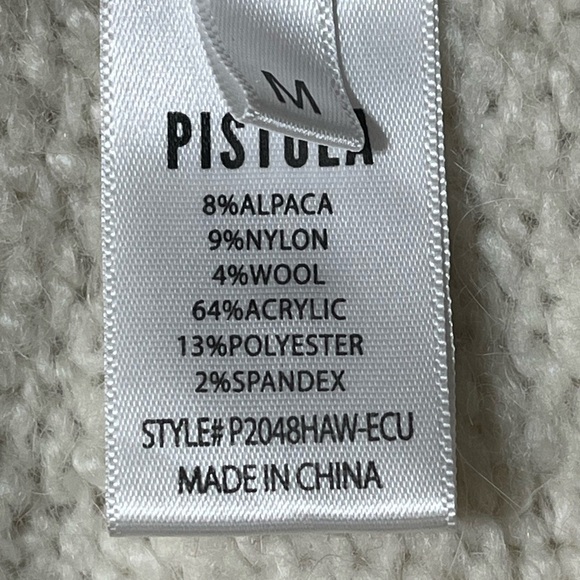 M
PISTOLA
8%ALPACA
9%NYLON
4%WOOL
64%ACRYLIC
13%POLYESTER
2%SPANDEX
STYLE# P2048HAW-ECU
MADE IN CHINA